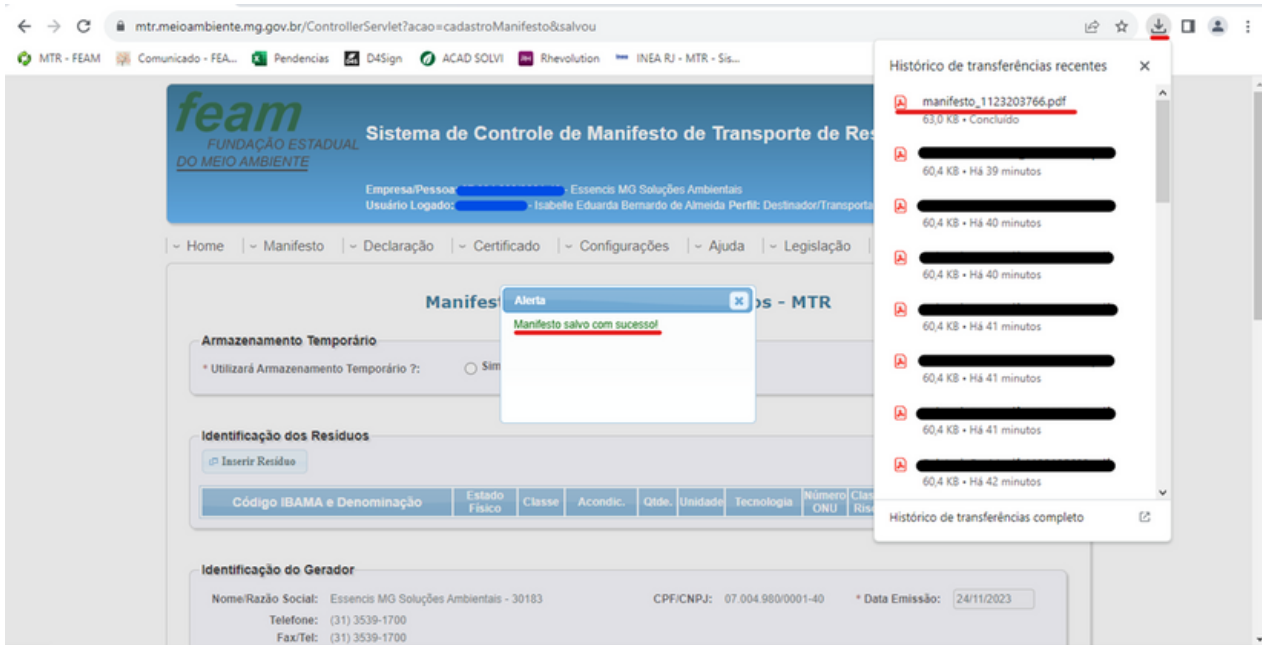 mtr.meioambiente.mg.gov.br/ControllerServlet?acao=cadastroManifesto&salvou
MTR - FEAM Comunicado - FEA... Pendencias D4Sign ACAD SOLVI Rhevolution INEA RJ - MTR - Sis...
Histórico de transferências recentes
manifesto_1123203766.pdf
63,0 KB • Concluído
60,4 KB • Há 39 minutos
60,4 KB • Há 40 minutos
60,4 KB • Há 40 minutos
60,4 KB • Há 41 minutos
60,4 KB • Há 41 minutos
60,4 KB • Há 41 minutos
60,4 KB • Há 42 minutos
Histórico de transferências completo
feam
FUNDAÇÃO ESTADUAL
DO MEIO AMBIENTE
Sistema de Controle de Manifesto de Transporte de Res
Empresa/Pessoa: - Essencis MG Soluções Ambientais
Usuário Logado: - Isabelle Eduarda Bernardo de Almeida Perfil: Destinador/Transporta
Home Manifesto Declaração Certificado Configurações Ajuda Legislação
Manifest os - MTR
Alerta
Manifesto salvo com sucesso!
Armazenamento Temporário
* Utilizará Armazenamento Temporário ?: Sim
Identificação dos Resíduos
Inserir Resíduo
Código IBAMA e Denominação Estado Físico Classe Acondic. Qtde. Unidade Tecnologia Número ONU Clas Risc
Identificação do Gerador
Nome/Razão Social: Essencis MG Soluções Ambientais - 30183 CPF/CNPJ: 07.004.980/0001-40 * Data Emissão: 24/11/2023
Telefone: (31) 3539-1700
Fax/Tel: (31) 3539-1700